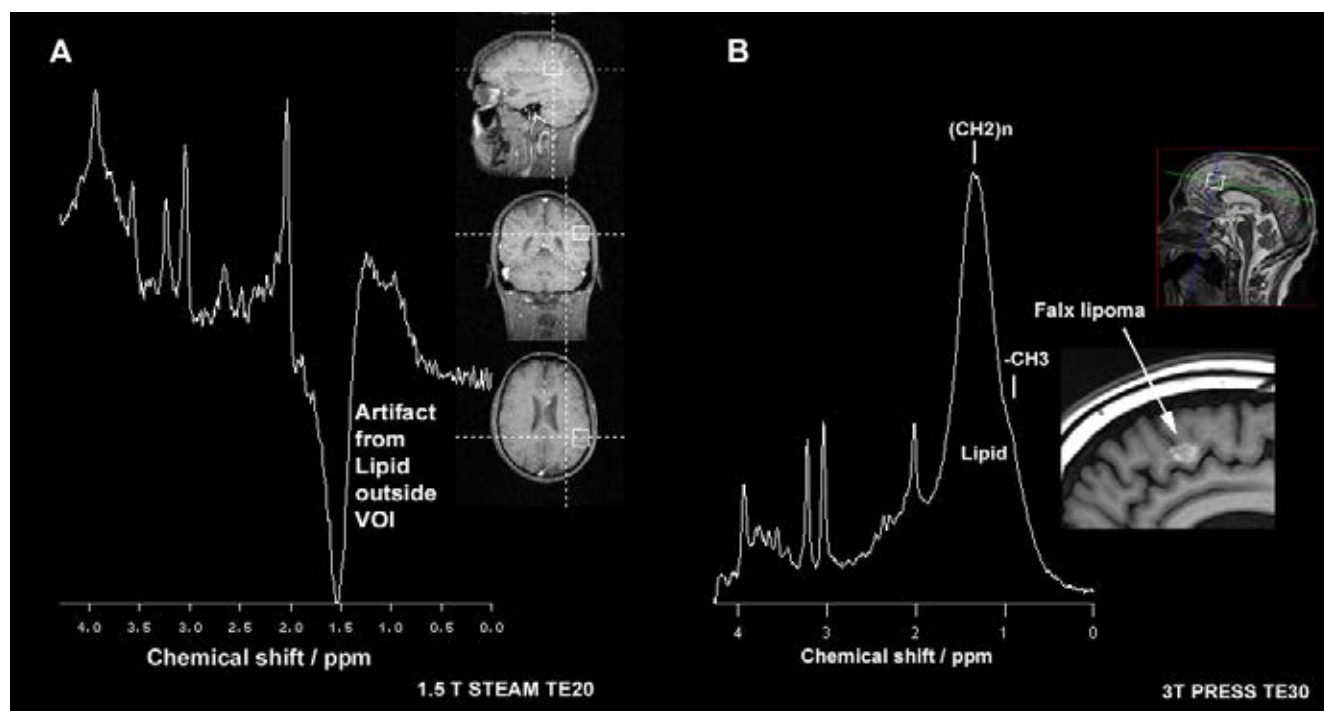 A
B
(CH2)n
Falx lipoma
-CH3
Lipid
Artifact
from
Lipid
outside
VOI
4.0 3.5 3.0 2.5 2.0 1.5 1.0 0.5 0.0
Chemical shift / ppm
1.5 T STEAM TE20
4 3 2 1 0
Chemical shift / ppm
3T PRESS TE30